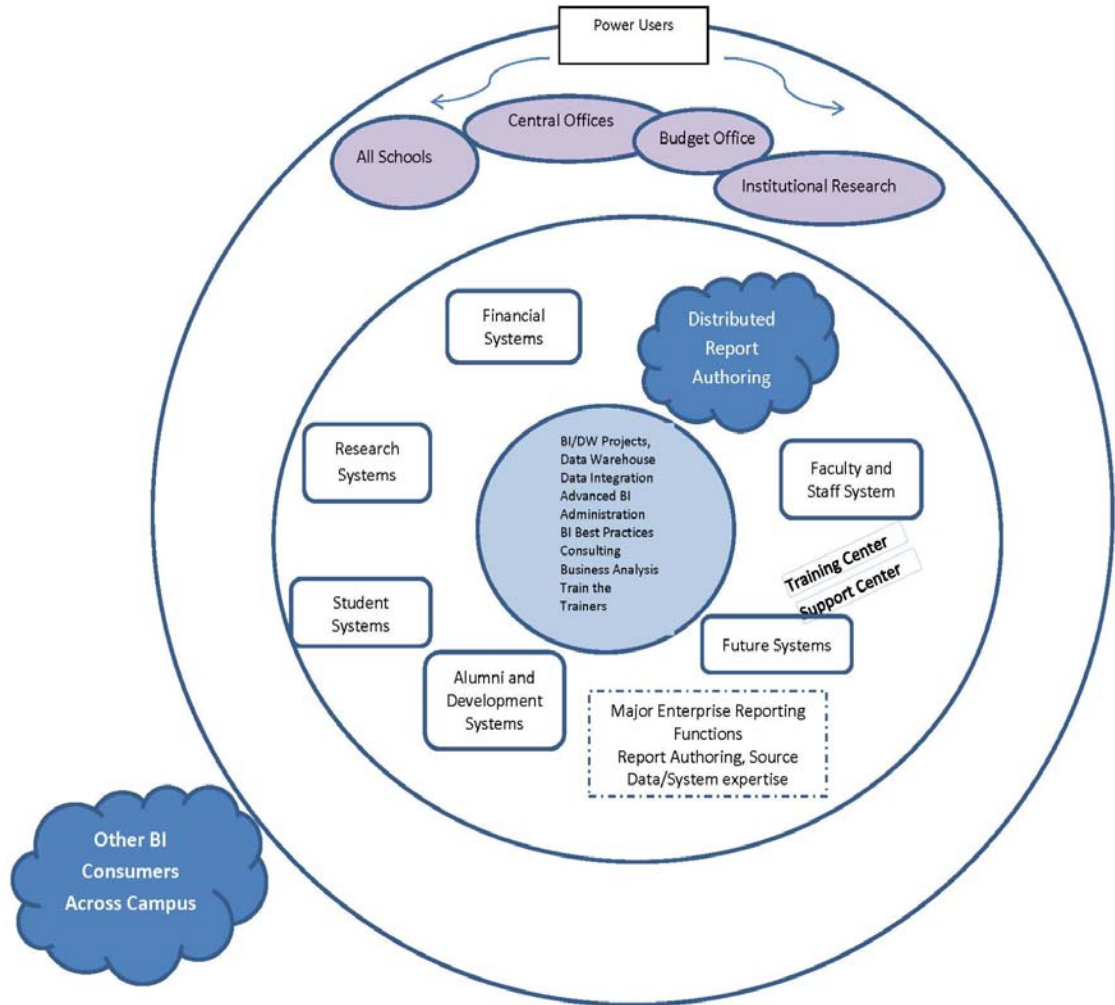 Power Users
Central Offices
Budget Office
All Schools
Institutional Research
Financial
Systems
Distributed
Report
Authoring
Research
Systems
BI/DW Projects,
Data Warehouse
Data Integration
Advanced BI
Administration
BI Best Practices
Consulting
Business Analysis
Train the
Trainers
Faculty and
Staff System
Training Center
Support Center
Student
Systems
Future Systems
Alumni and
Development
Systems
Major Enterprise Reporting
Functions
Report Authoring, Source
Data/System expertise
Other BI
Consumers
Across Campus